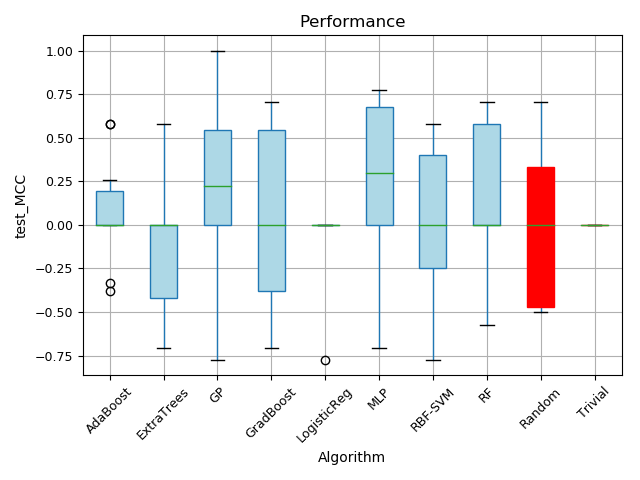 Performance
test_MCC
1.00
0.75
0.50
0.25
0.00
−0.25
−0.50
−0.75
AdaBoost
ExtraTrees
GP
GradBoost
LogisticReg
MLP
RBF-SVM
RF
Random
Trivial
Algorithm